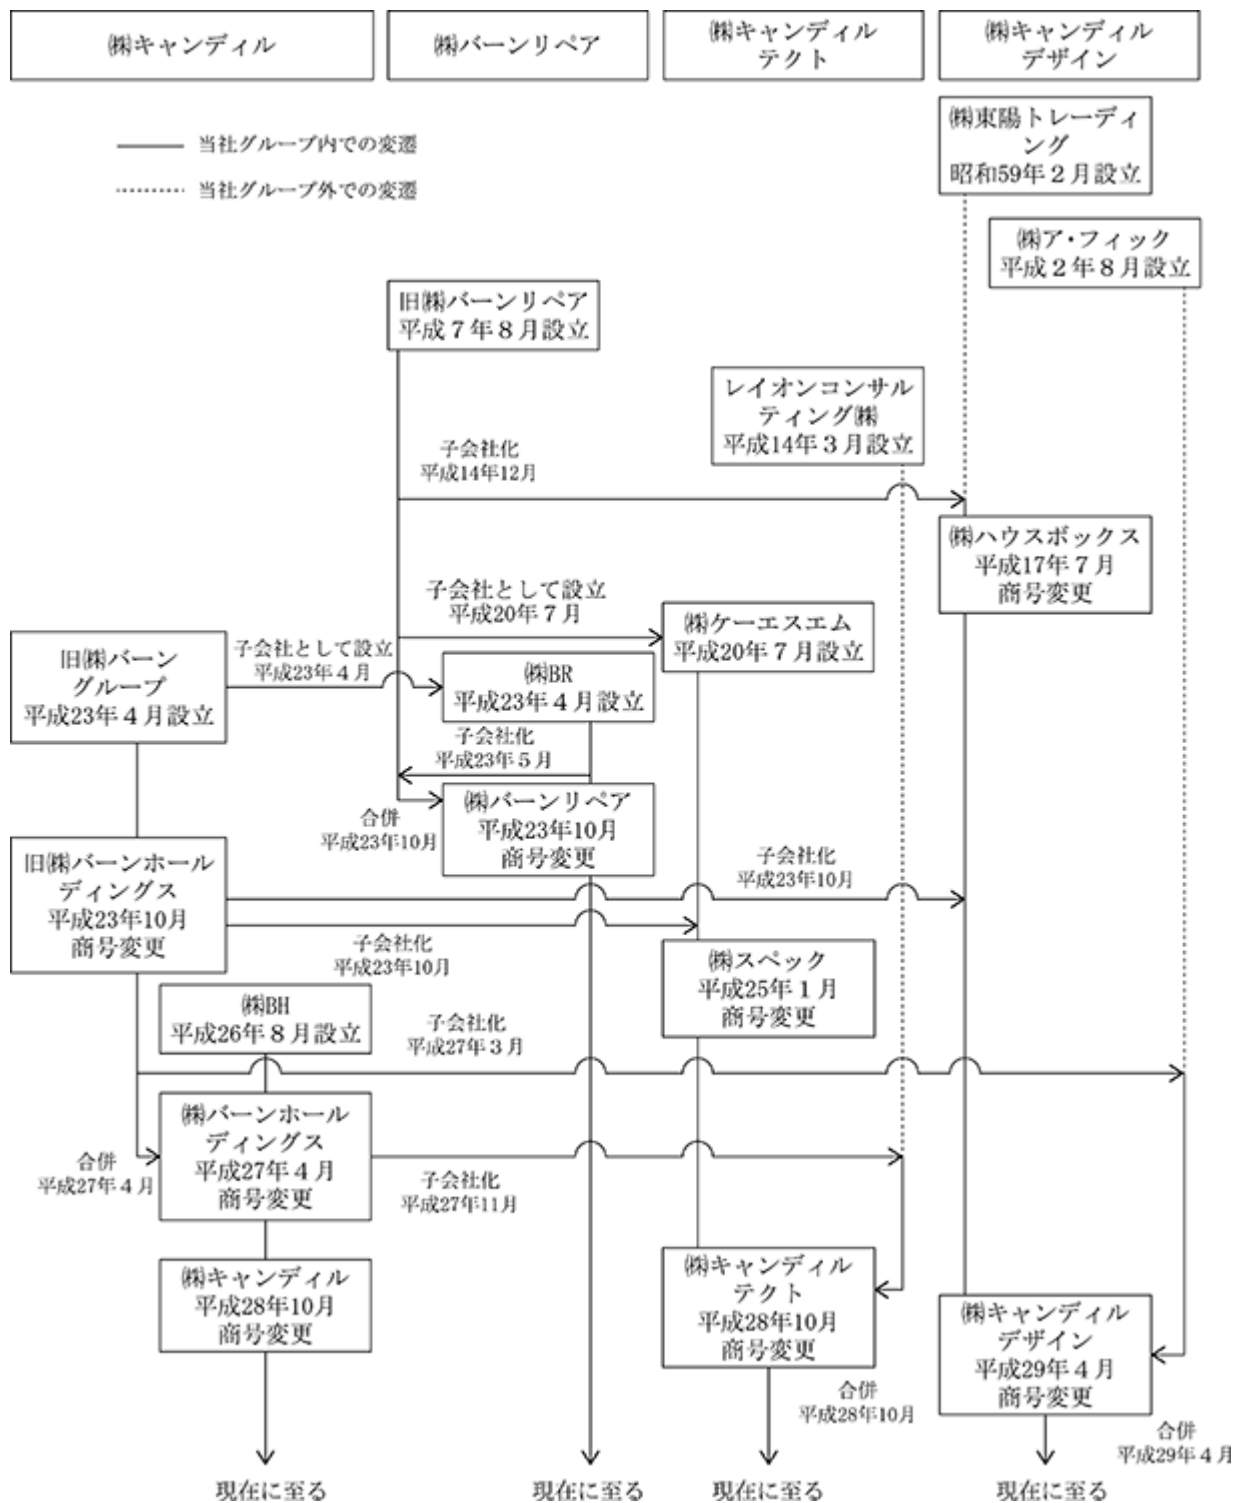 ㈱キャンディル
㈱バーンリペア
㈱キャンディル
テクト
㈱キャンディル
デザイン
当社グループ内での変遷
当社グループ外での変遷
㈱東陽トレーディ
ング
昭和59年２月設立
㈱ア・フィック
平成２年８月設立
旧㈱バーンリペア
平成７年８月設立
レイオンコンサル
ティング㈱
平成14年３月設立
子会社化
平成14年12月
㈱ハウスボックス
平成17年７月
商号変更
子会社として設立
平成20年７月
㈱ケーエスエム
平成20年７月設立
旧㈱バーン
グループ
平成23年４月設立
子会社として設立
平成23年４月
㈱BR
平成23年４月設立
子会社化
平成23年５月
㈱バーンリペア
平成23年10月
商号変更
合併
平成23年10月
旧㈱バーンホール
ディングス
平成23年10月
商号変更
子会社化
平成23年10月
子会社化
平成23年10月
㈱スペック
平成25年１月
商号変更
㈱BH
平成26年８月設立
子会社化
平成27年３月
㈱バーンホール
ディングス
平成27年４月
商号変更
合併
平成27年４月
子会社化
平成27年11月
㈱キャンディル
平成28年10月
商号変更
㈱キャンディル
テクト
平成28年10月
商号変更
㈱キャンディル
デザイン
平成29年４月
商号変更
合併
平成28年10月
合併
平成29年４月
現在に至る
現在に至る
現在に至る
現在に至る